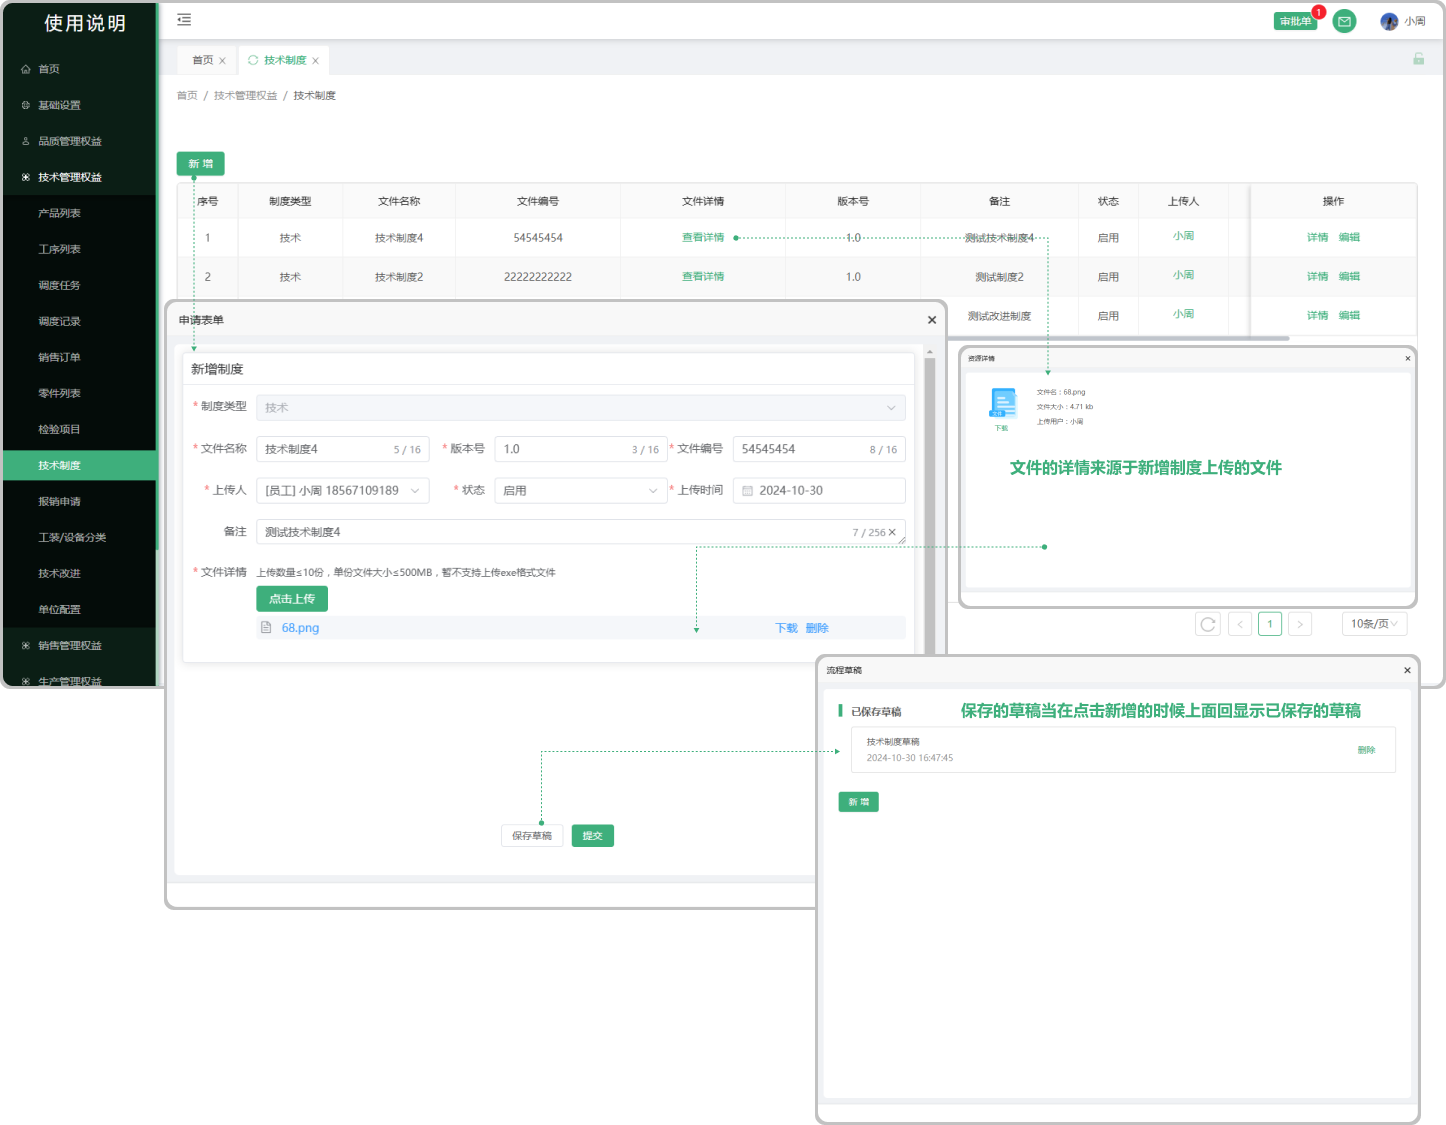 使用说明
首页
基础设置
品质管理权益
技术管理权益
产品列表
工序列表
调度任务
调度记录
销售订单
零件列表
检验项目
技术制度
报销申请
工装/设备分类
技术改进
单位配置
销售管理权益
生产管理权益
审批单 1
小周
首页 ×
技术制度 ×
首页 / 技术管理权益 / 技术制度
新 增
序号 制度类型 文件名称 文件编号 文件详情 版本号 备注 状态 上传人 操作
1 技术 技术制度4 54545454 查看详情 1.0 测试技术制度4 启用 小周 详情 编辑
2 技术 技术制度2 22222222222 查看详情 1.0 测试制度2 启用 小周 详情 编辑
测试改进制度 启用 小周 详情 编辑
申请表单 ×
新增制度
* 制度类型 技术
* 文件名称 技术制度4 5 / 16 * 版本号 1.0 3 / 16 * 文件编号 54545454 8 / 16
* 上传人 [员工] 小周 18567109189 * 状态 启用 * 上传时间 2024-10-30
备注 测试技术制度4 7 / 256 ×
* 文件详情 上传数量≤10份，单份文件大小≤500MB，暂不支持上传exe格式文件
点击上传
68.png 下载 删除
保存草稿 提交
资源详情 ×
文件
下载
文件名：68.png
文件大小：4.71 kb
上传用户：小周
文件的详情来源于新增制度上传的文件
< 1 > 10条/页
流程草稿 ×
已保存草稿 保存的草稿当在点击新增的时候上面回显示已保存的草稿
技术制度草稿
2024-10-30 16:47:45
删除
新 增